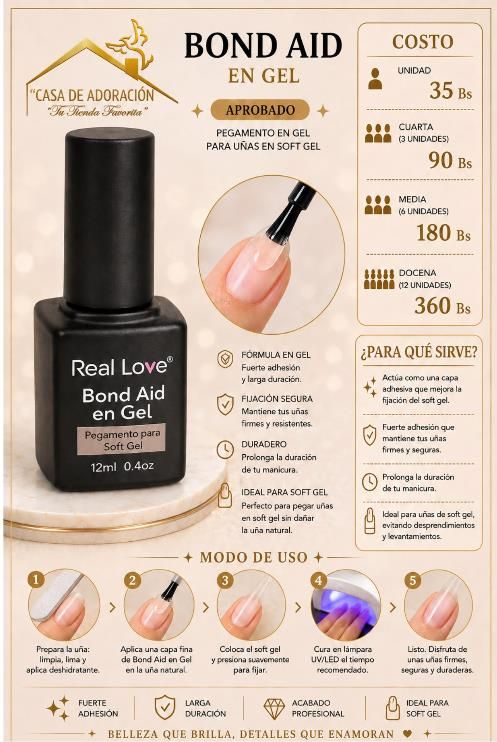 "CASA DE ADORACIÓN
"Tu Tienda Favorita"
BOND AID
EN GEL
APROBADO
PEGAMENTO EN GEL
PARA UÑAS EN SOFT GEL
COSTO
UNIDAD
35 Bs
CUARTA
(3 UNIDADES)
90 Bs
MEDIA
(6 UNIDADES)
180 Bs
DOCENA
(12 UNIDADES)
360 Bs
Real Love®
Bond Aid
en Gel
Pegamento para
Soft Gel
12ml 0.4oz
FÓRMULA EN GEL
Fuerte adhesión
y larga duración.
FIJACIÓN SEGURA
Mantiene tus uñas
firmes y resistentes.
DURADERO
Prolonga la duración
de tu manicura.
IDEAL PARA SOFT GEL
Perfecto para pegar uñas
en soft gel sin dañar
la uña natural.
¿PARA QUÉ SIRVE?
Actúa como una capa
adhesiva que mejora la
fijación del soft gel.
Fuerte adhesión que
mantiene tus uñas
firmes y seguras.
Prolonga la duración
de tu manicura.
Ideal para uñas de soft gel,
evitando desprendimientos
y levantamientos.
MODO DE USO
1
Prepara la uña:
limpia, lima y
aplica deshidratante.
2
Aplica una capa fina
de Bond Aid en Gel
en la uña natural.
3
Coloca el soft gel
y presiona suavemente
para fijar.
4
Cura en lámpara
UV/LED el tiempo
recomendado.
5
Listo. Disfruta de
unas uñas firmes,
seguras y duraderas.
FUERTE
ADHESIÓN
LARGA
DURACIÓN
ACABADO
PROFESIONAL
IDEAL PARA
SOFT GEL
BELLEZA QUE BRILLA, DETALLES QUE ENAMORAN